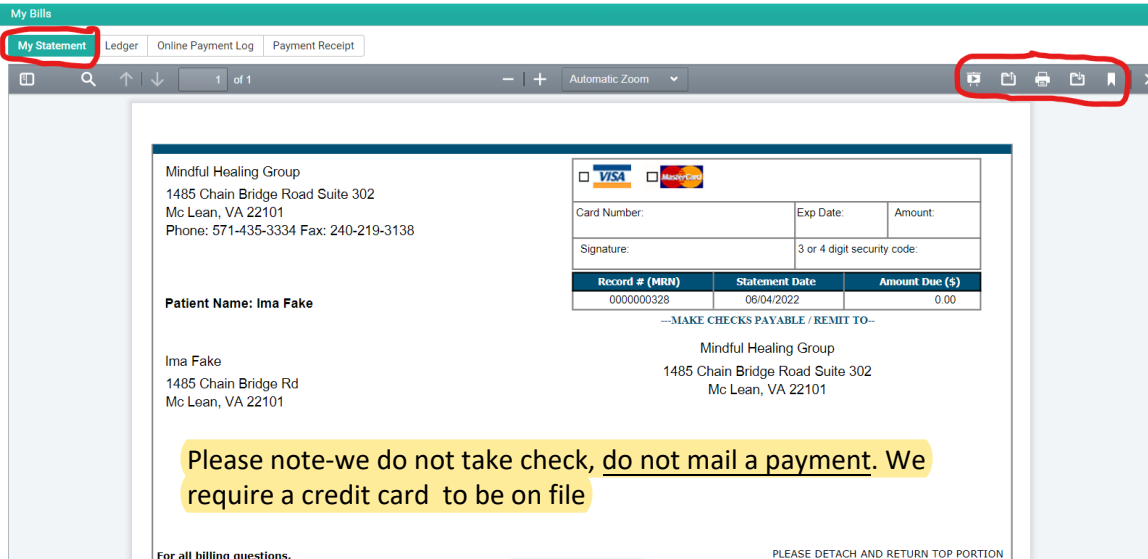 My Bills
My Statement Ledger Online Payment Log Payment Receipt
1 of 1 Automatic Zoom
Mindful Healing Group
1485 Chain Bridge Road Suite 302
Mc Lean, VA 22101
Phone: 571-435-3334 Fax: 240-219-3138
VISA MasterCard
Card Number: Exp Date: Amount:
Signature: 3 or 4 digit security code:
Record # (MRN) Statement Date Amount Due ($)
0000000328 06/04/2022 0.00
Patient Name: Ima Fake
---MAKE CHECKS PAYABLE / REMIT TO--
Mindful Healing Group
1485 Chain Bridge Road Suite 302
Mc Lean, VA 22101
Ima Fake
1485 Chain Bridge Rd
Mc Lean, VA 22101
Please note-we do not take check, do not mail a payment. We
require a credit card to be on file
For all billing questions,
PLEASE DETACH AND RETURN TOP PORTION